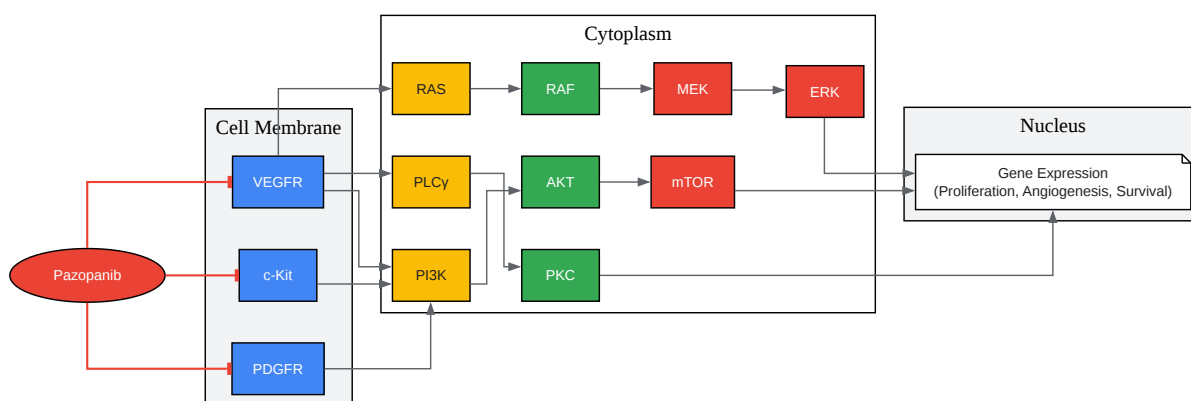 Cytoplasm
RAS
RAF
MEK
ERK
Cell Membrane
Nucleus
VEGFR
PLCγ
AKT
mTOR
Gene Expression
(Proliferation, Angiogenesis, Survival)
Pazopanib
c-Kit
PI3K
PKC
PDGFR